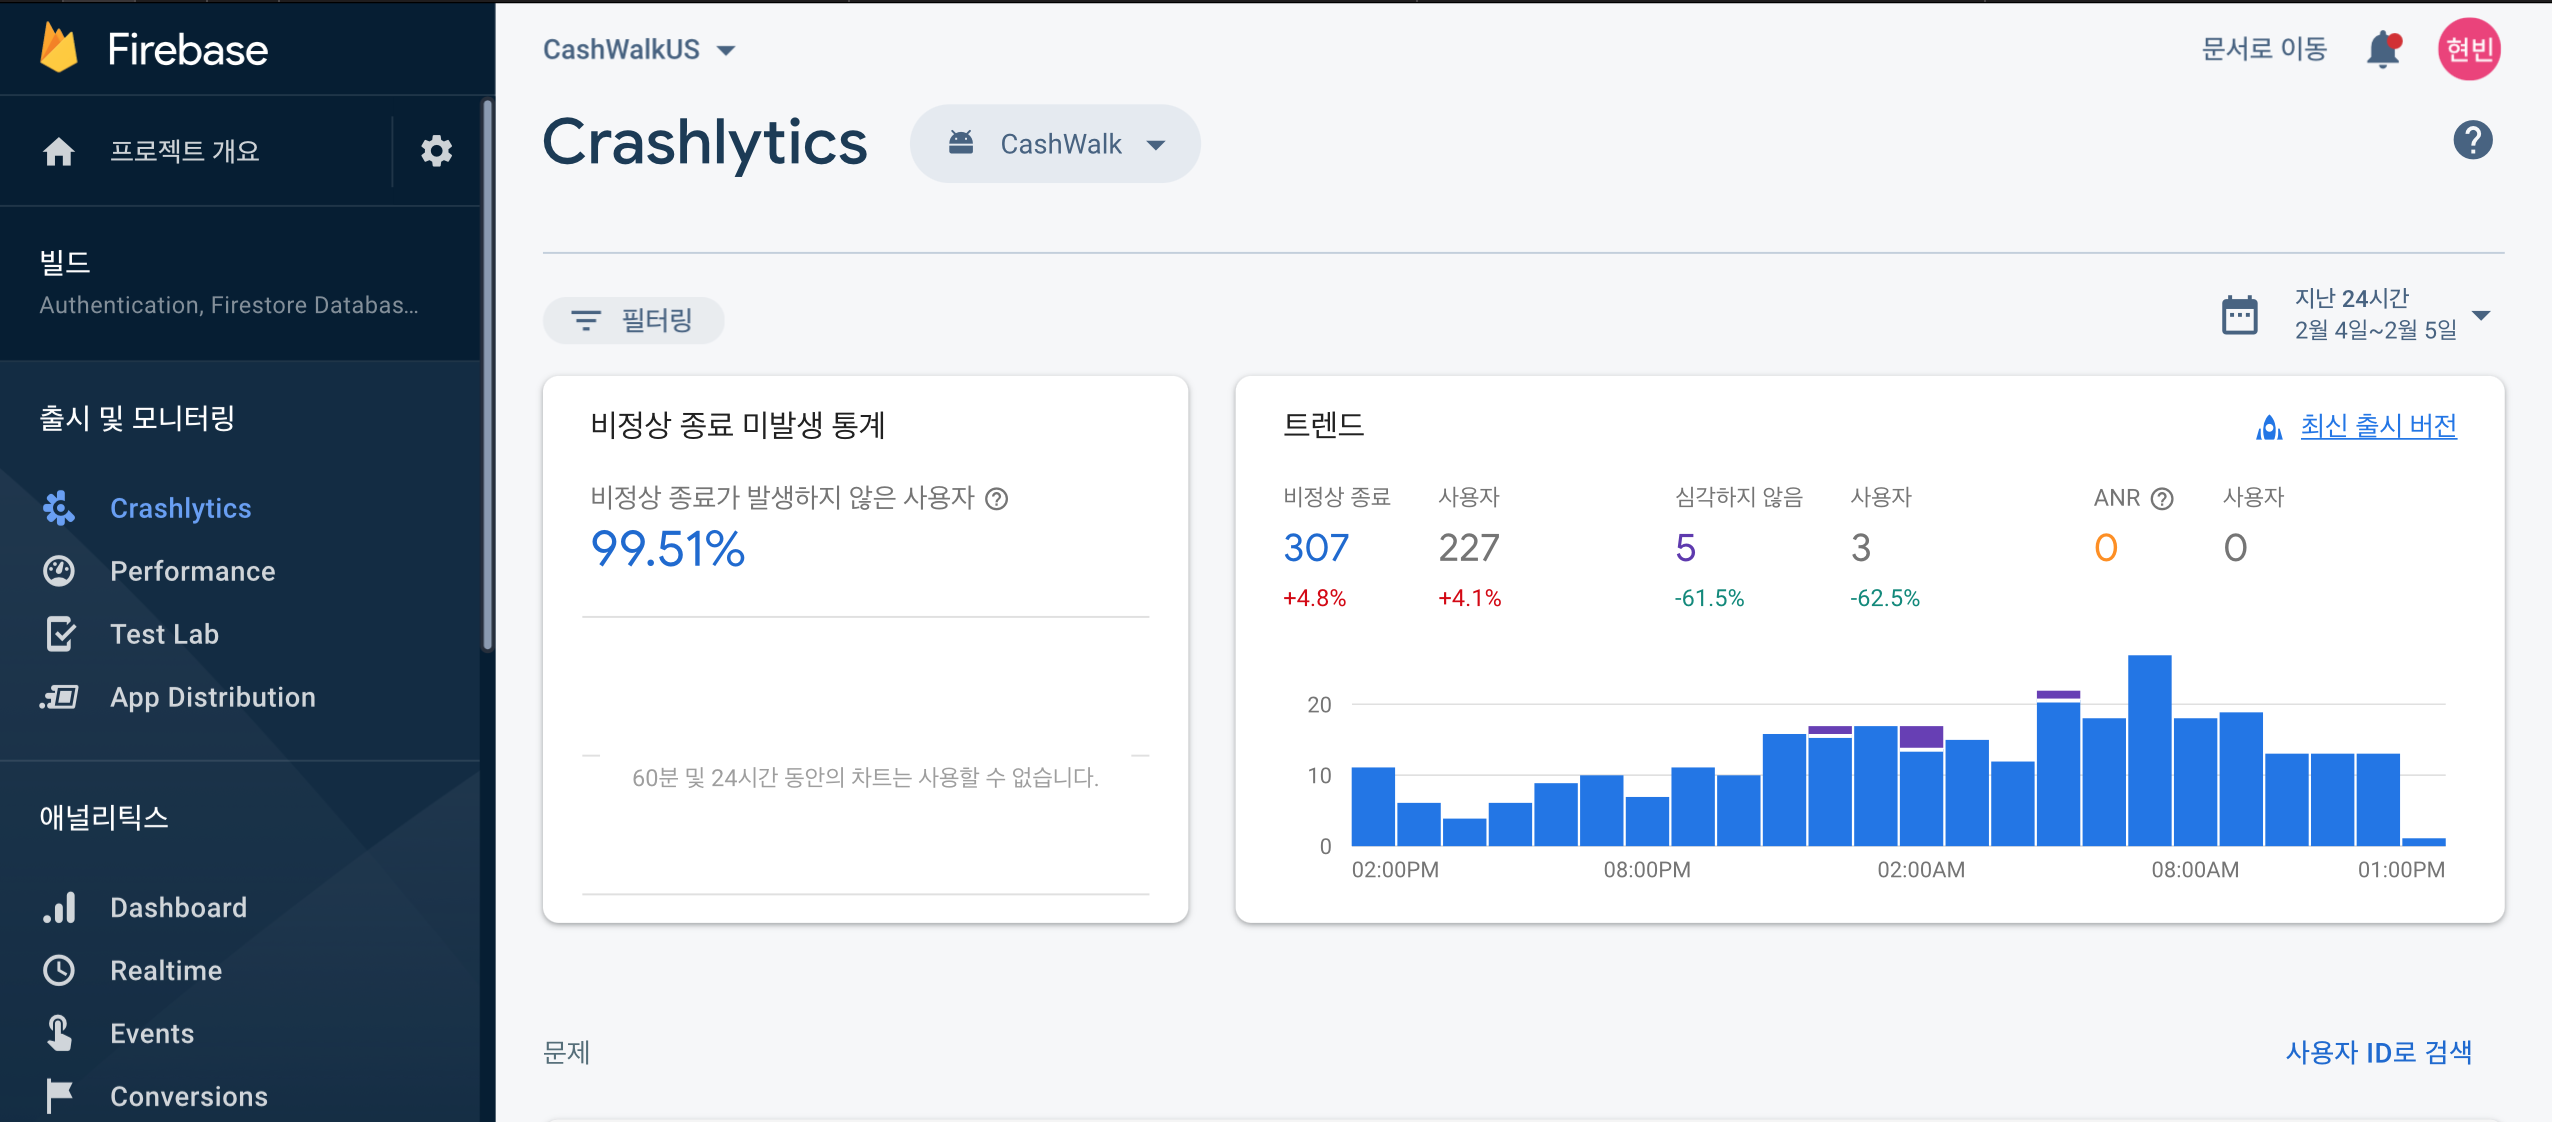 Firebase
프로젝트 개요
빌드
Authentication, Firestore Databas...
출시 및 모니터링
Crashlytics
Performance
Test Lab
App Distribution
애널리틱스
Dashboard
Realtime
Events
Conversions
CashWalkUS
문서로 이동
현빈
Crashlytics
CashWalk
필터링
지난 24시간
2월 4일~2월 5일
비정상 종료 미발생 통계
비정상 종료가 발생하지 않은 사용자
99.51%
60분 및 24시간 동안의 차트는 사용할 수 없습니다.
트렌드
최신 출시 버전
비정상 종료 사용자 심각하지 않음 사용자 ANR 사용자
307 227 5 3 0 0
+4.8% +4.1% -61.5% -62.5%
20
10
0
02:00PM 08:00PM 02:00AM 08:00AM 01:00PM
문제
사용자 ID로 검색